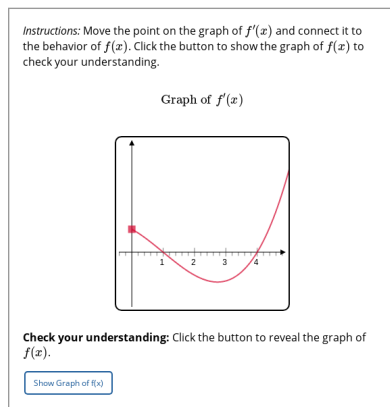 Instructions: Move the point on the graph of f′(x) and connect it to
the behavior of f(x). Click the button to show the graph of f(x) to
check your understanding.
Graph of f′(x)
1 2 3 4
Check your understanding: Click the button to reveal the graph of
f(x).
Show Graph of f(x)